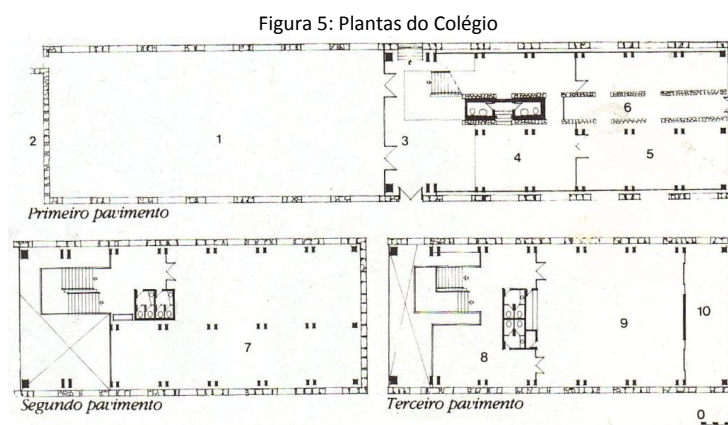 Figura 5: Plantas do Colégio
1
2
3
4
5
6
Primeiro pavimento
7
Segundo pavimento
8
9
10
Terceiro pavimento
0